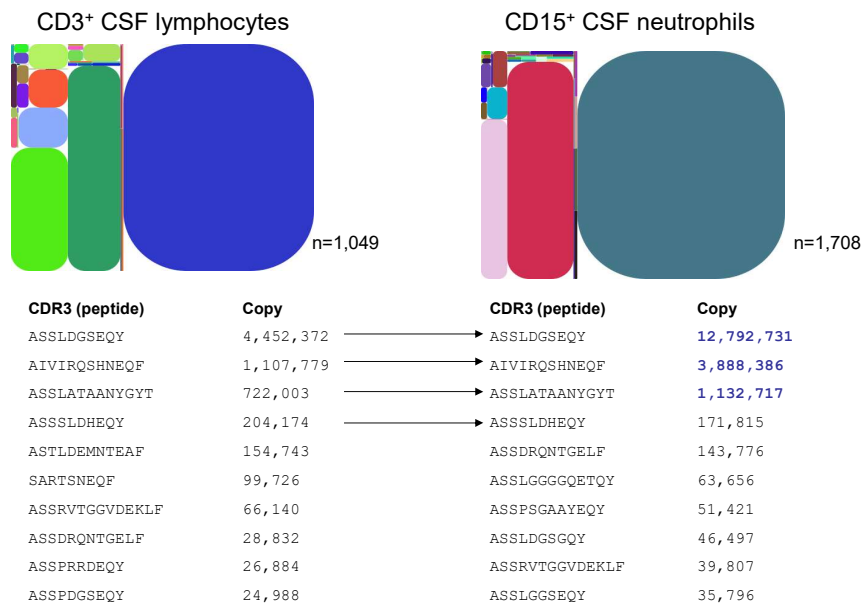 CD3⁺ CSF lymphocytes CD15⁺ CSF neutrophils
n=1,049 n=1,708
CDR3 (peptide) Copy CDR3 (peptide) Copy
ASSLDGSEQY 4,452,372 ASSLDGSEQY 12,792,731
AIVIRQSHNEQF 1,107,779 AIVIRQSHNEQF 3,888,386
ASSLATAANYGYT 722,003 ASSLATAANYGYT 1,132,717
ASSSLDHEQY 204,174 ASSSLDHEQY 171,815
ASTLDEMNTEAF 154,743 ASSDRQNTGELF 143,776
SARTSNEQF 99,726 ASSLGGGQETQY 63,656
ASSRVTGGVDEKLF 66,140 ASSPSGAAYEQY 51,421
ASSDRQNTGELF 28,832 ASSLDGSGQY 46,497
ASSPRRDEQY 26,884 ASSRVTGGVDEKLF 39,807
ASSPDGSEQY 24,988 ASSLGGSEQY 35,796